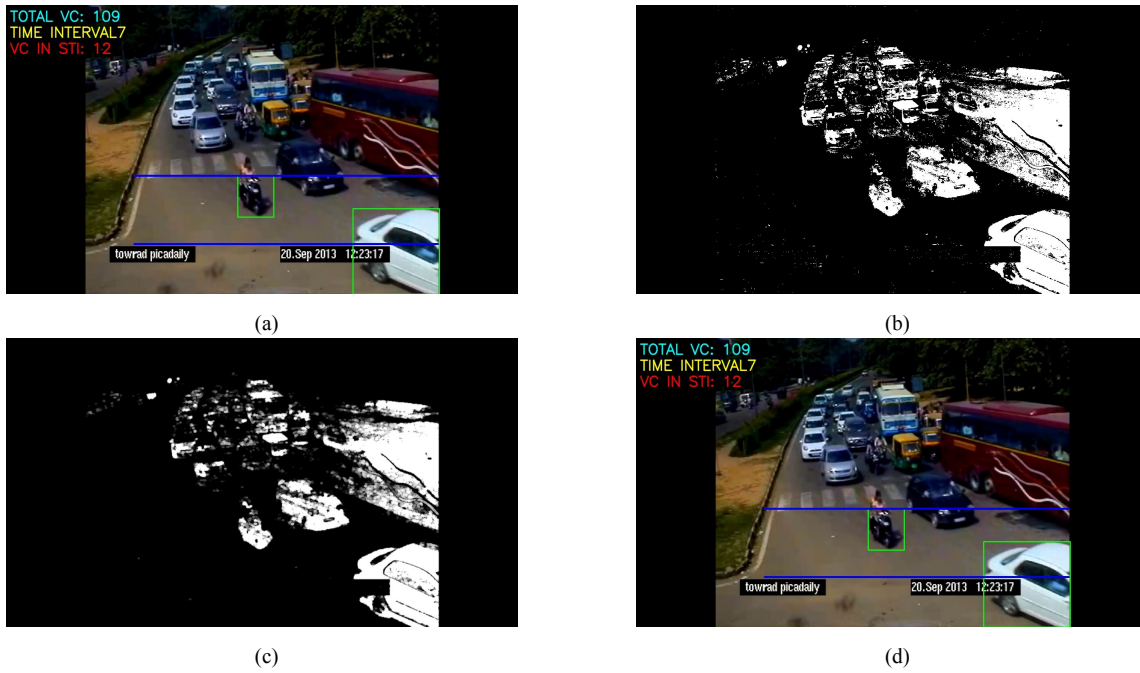 TOTAL VC: 109
TIME INTERVAL7
VC IN STI: 12
towrad picadaily
20.Sep 2013 12:23:17
(a)
(b)
TOTAL VC: 109
TIME INTERVAL7
VC IN STI: 12
towrad picadaily
20.Sep 2013 12:23:17
(c)
(d)